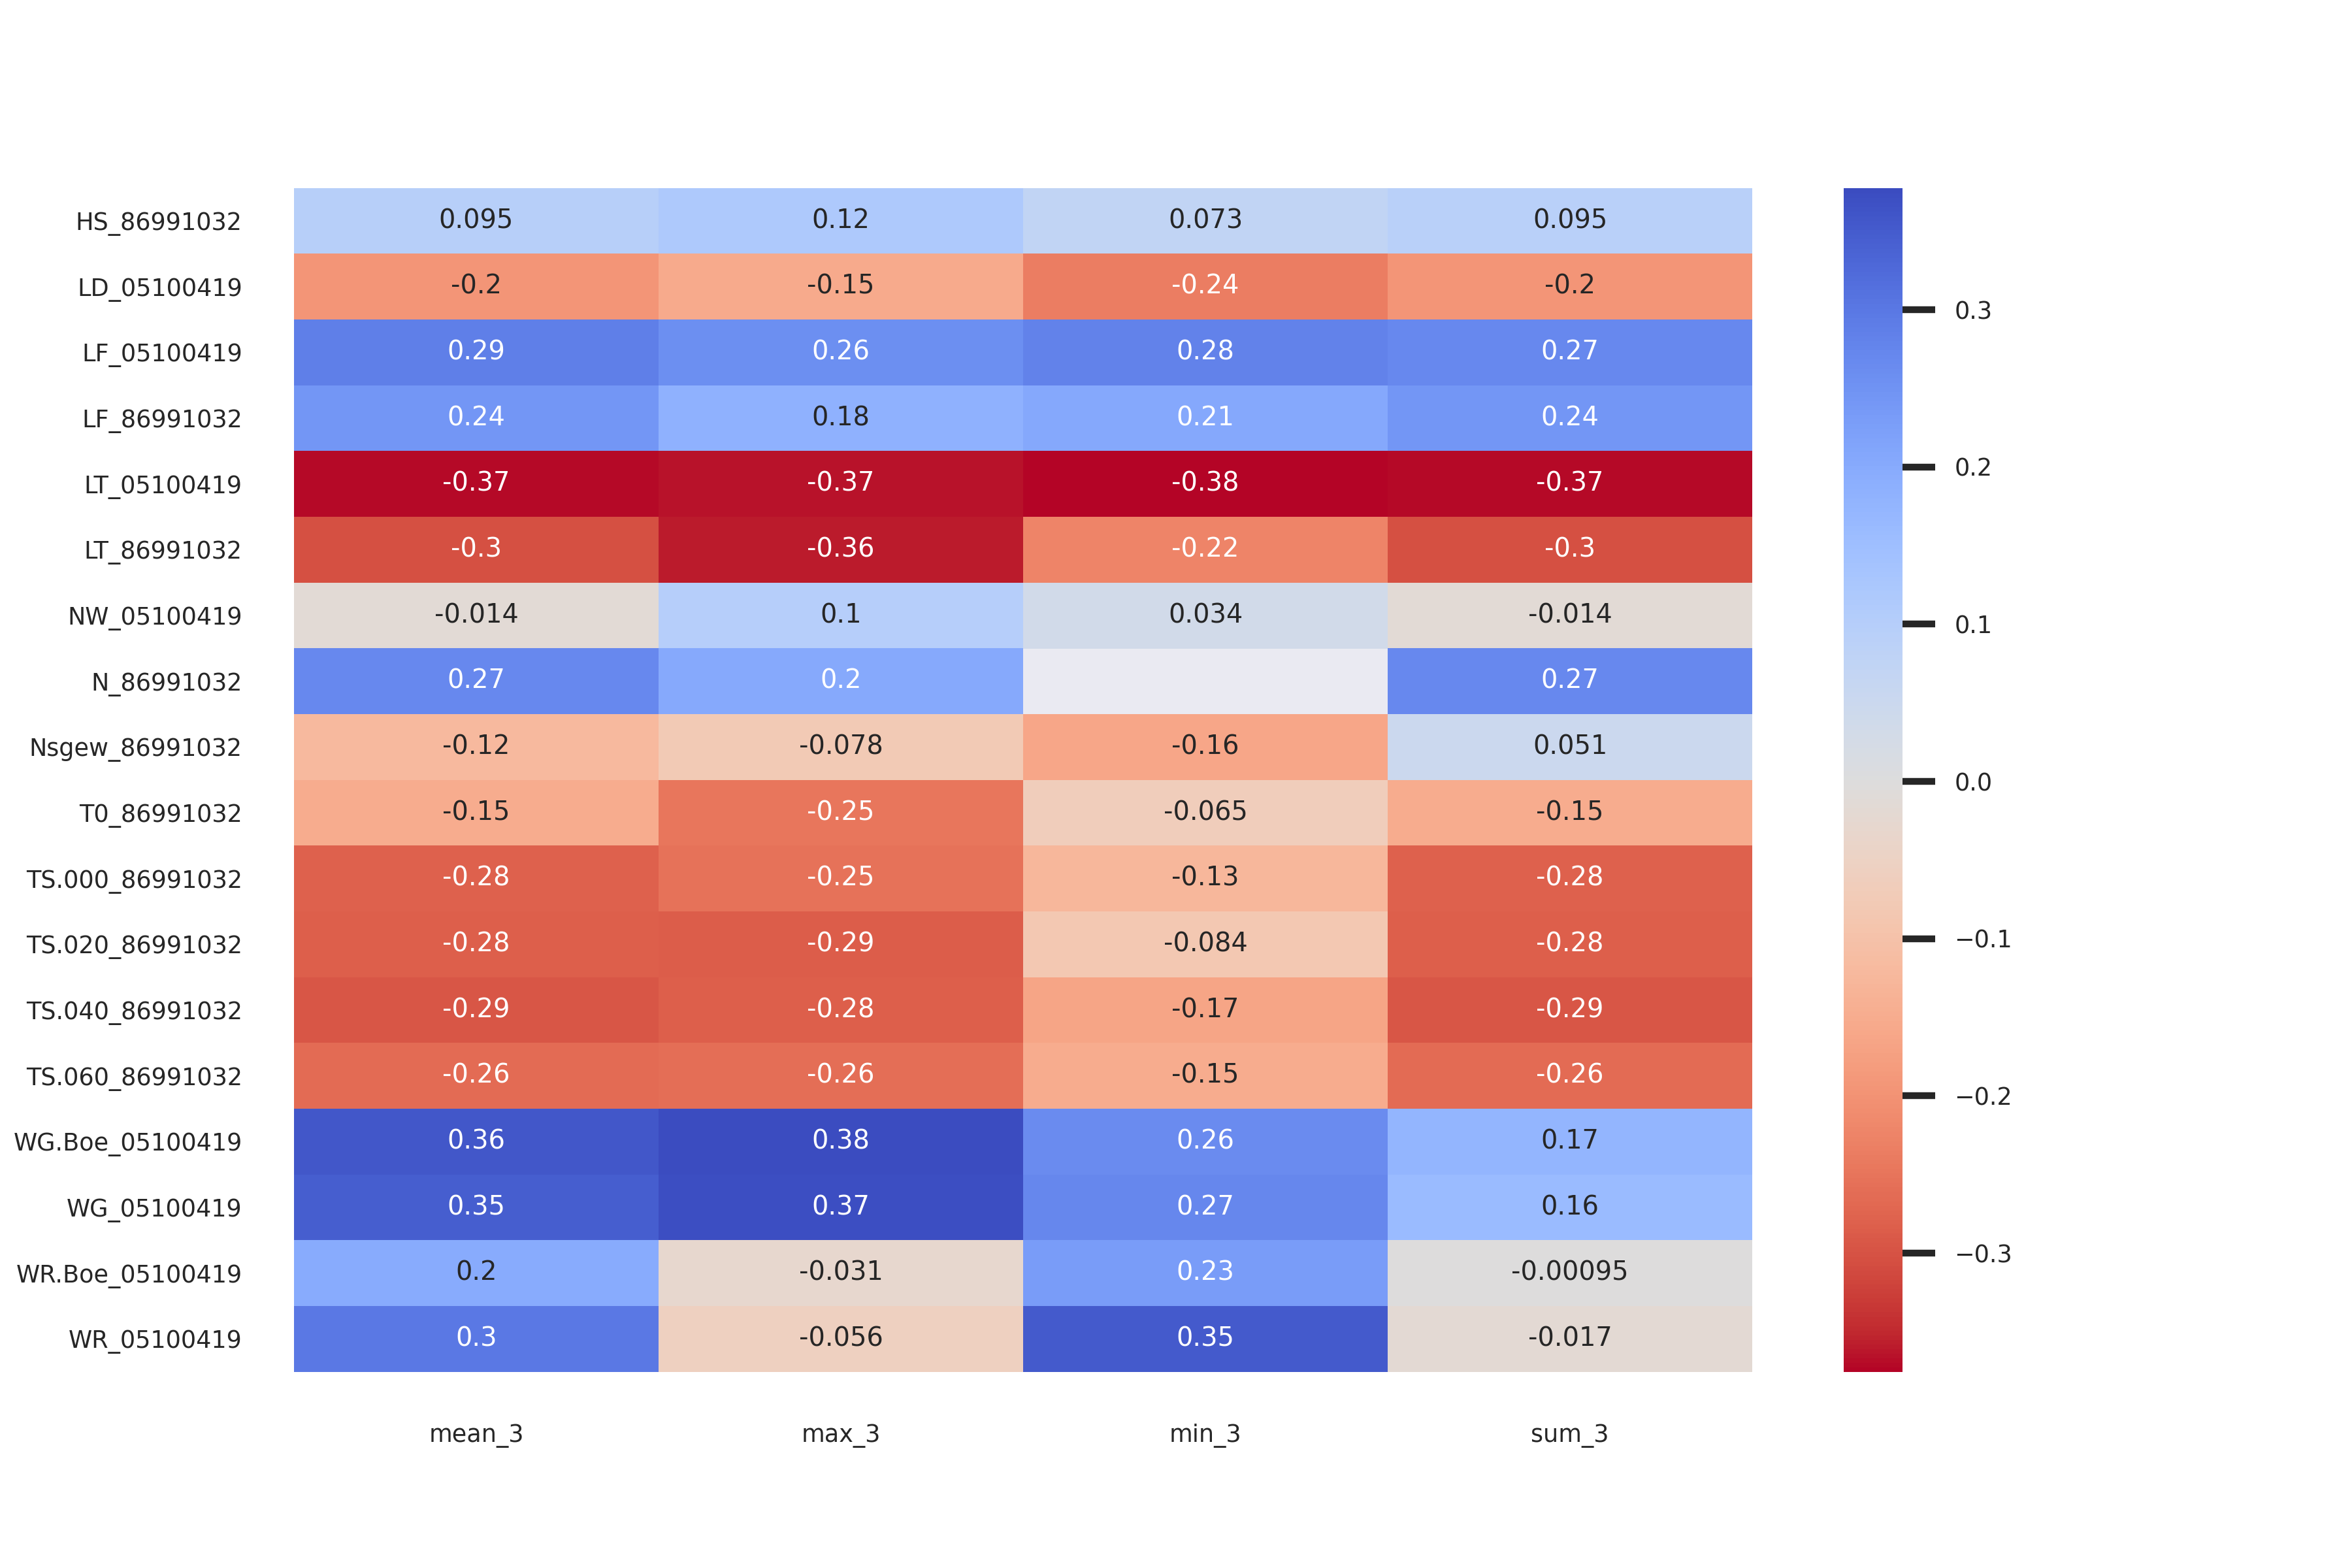 HS_86991032 0.095 0.12 0.073 0.095
LD_05100419 -0.2 -0.15 -0.24 -0.2
LF_05100419 0.29 0.26 0.28 0.27
LF_86991032 0.24 0.18 0.21 0.24
LT_05100419 -0.37 -0.37 -0.38 -0.37
LT_86991032 -0.3 -0.36 -0.22 -0.3
NW_05100419 -0.014 0.1 0.034 -0.014
N_86991032 0.27 0.2 0.27
Nsgew_86991032 -0.12 -0.078 -0.16 0.051
T0_86991032 -0.15 -0.25 -0.065 -0.15
TS.000_86991032 -0.28 -0.25 -0.13 -0.28
TS.020_86991032 -0.28 -0.29 -0.084 -0.28
TS.040_86991032 -0.29 -0.28 -0.17 -0.29
TS.060_86991032 -0.26 -0.26 -0.15 -0.26
WG.Boe_05100419 0.36 0.38 0.26 0.17
WG_05100419 0.35 0.37 0.27 0.16
WR.Boe_05100419 0.2 -0.031 0.23 -0.00095
WR_05100419 0.3 -0.056 0.35 -0.017
mean_3 max_3 min_3 sum_3
0.3
0.2
0.1
0.0
−0.1
−0.2
−0.3